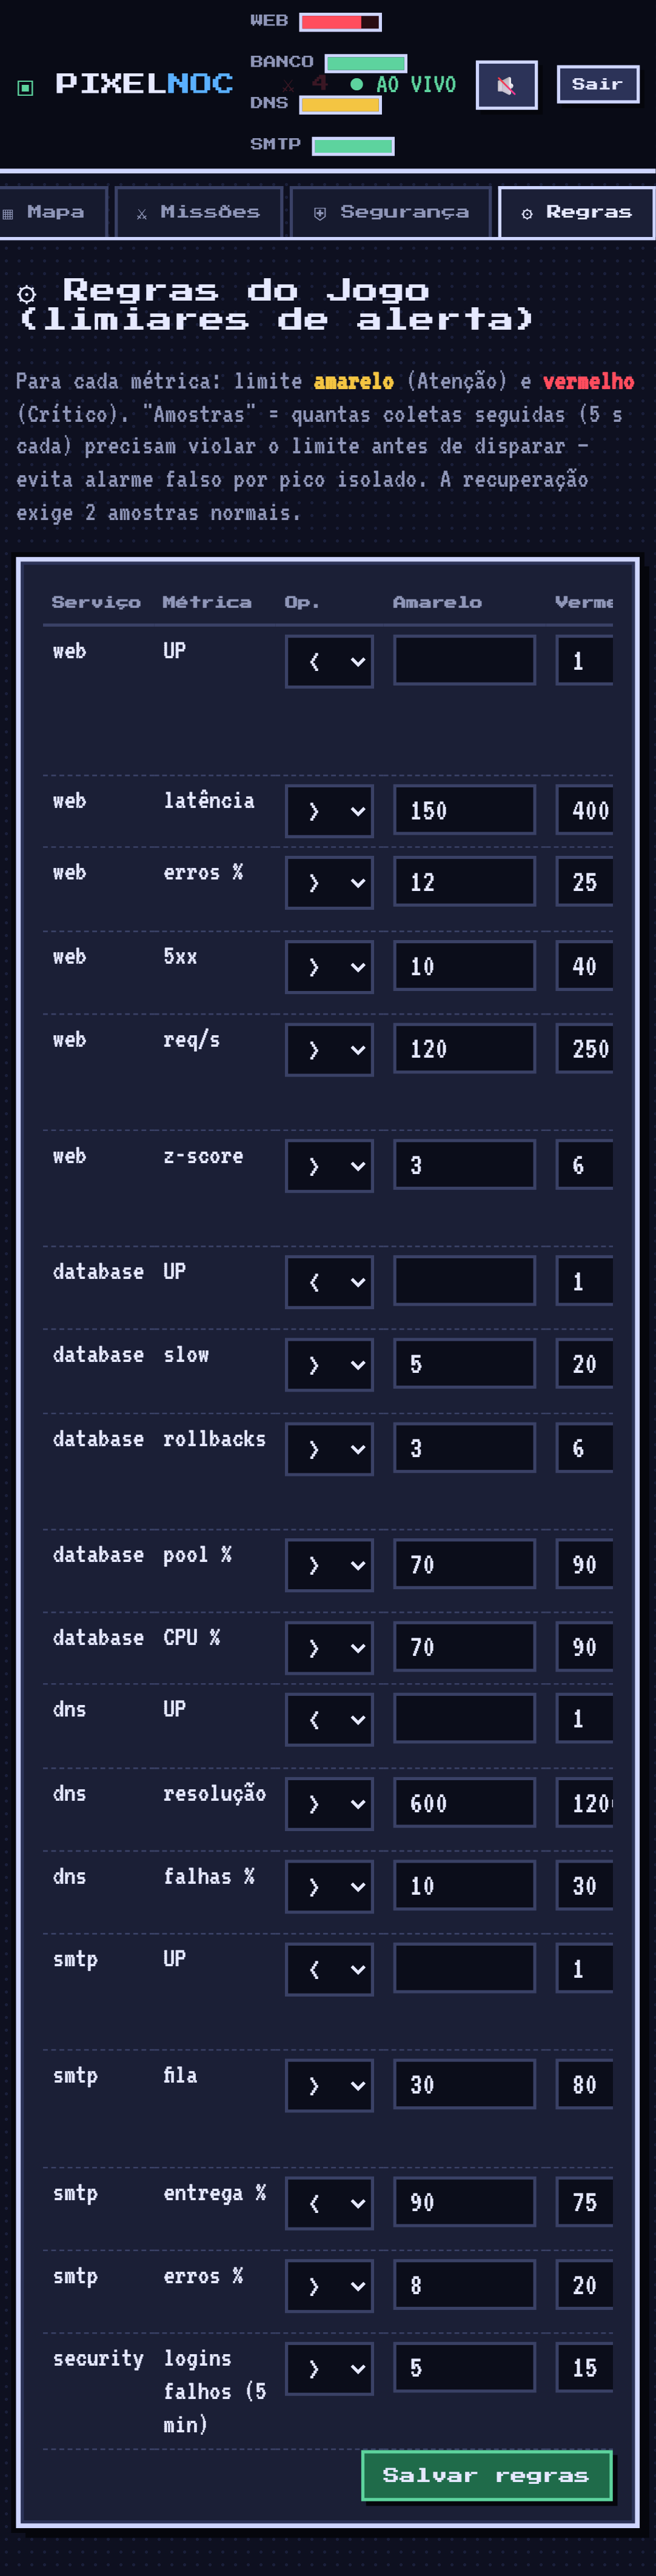 WEB
BANCO
PIXELNOC
4 ● AO VIVO
Sair
DNS
SMTP
Mapa
Missões
Segurança
Regras
Regras do Jogo
(limiares de alerta)
Para cada métrica: limite amarelo (Atenção) e vermelho
(Crítico). "Amostras" = quantas coletas seguidas (5 s
cada) precisam violar o limite antes de disparar –
evita alarme falso por pico isolado. A recuperação
exige 2 amostras normais.
Serviço Métrica Op. Amarelo Verme
web UP < 1
web latência > 150 400
web erros % > 12 25
web 5xx > 10 40
web req/s > 120 250
web z-score > 3 6
database UP < 1
database slow > 5 20
database rollbacks > 3 6
database pool % > 70 90
database CPU % > 70 90
dns UP < 1
dns resolução > 600 120
dns falhas % > 10 30
smtp UP < 1
smtp fila > 30 80
smtp entrega % < 90 75
smtp erros % > 8 20
security logins > 5 15
falhos (5
min)
Salvar regras